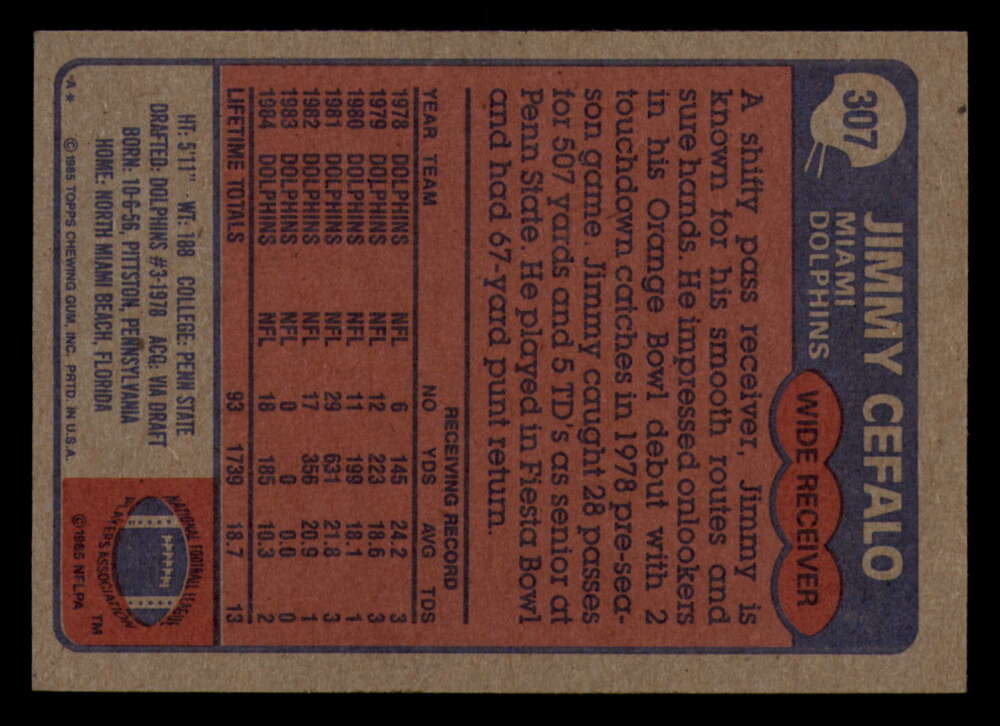 307
JIMMY CEFALO
MIAMI
DOLPHINS
WIDE RECEIVER
A shifty pass receiver, Jimmy is
known for his smooth routes and
sure hands. He impressed onlookers
in his Orange Bowl debut with 2
touchdown catches in 1978 pre-sea-
son game. Jimmy caught 28 passes
for 507 yards and 5 TD's as senior at
Penn State. He played in Fiesta Bowl
and had 67-yard punt return.
RECEIVING RECORD
YEAR TEAM NO YDS AVG TDS
1978 DOLPHINS NFL 6 145 24.2 3
1979 DOLPHINS NFL 12 223 18.6 3
1980 DOLPHINS NFL 11 199 18.1 1
1981 DOLPHINS NFL 29 631 21.8 3
1982 DOLPHINS NFL 17 356 20.9 1
1983 DOLPHINS NFL 0 0 0.0 0
1984 DOLPHINS NFL 18 185 10.3 2
LIFETIME TOTALS 93 1739 18.7 13
HT: 5'11" WT: 188 COLLEGE: PENN STATE
DRAFTED: DOLPHINS #3-1978 ACQ: VIA DRAFT
BORN: 10-6-56, PITTSTON, PENNSYLVANIA
HOME: NORTH MIAMI BEACH, FLORIDA
A* © 1985 TOPPS CHEWING GUM, INC. PRTD. IN U.S.A.
NATIONAL FOOTBALL LEAGUE
PLAYERS ASSOCIATION
NFLPA
TM
© 1985 NFLPA